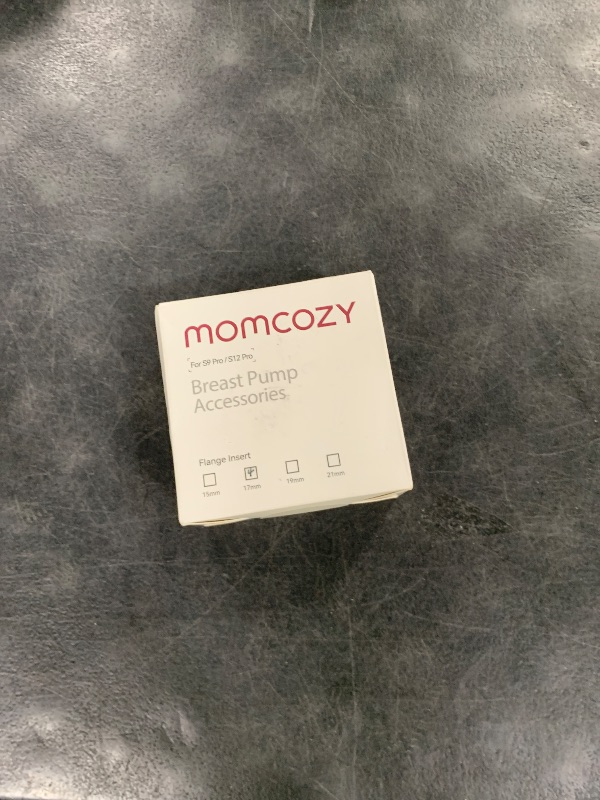 momcozy
For S9 Pro / S12 Pro
Breast Pump
Accessories
Flange Insert
15mm 17mm 19mm 21mm